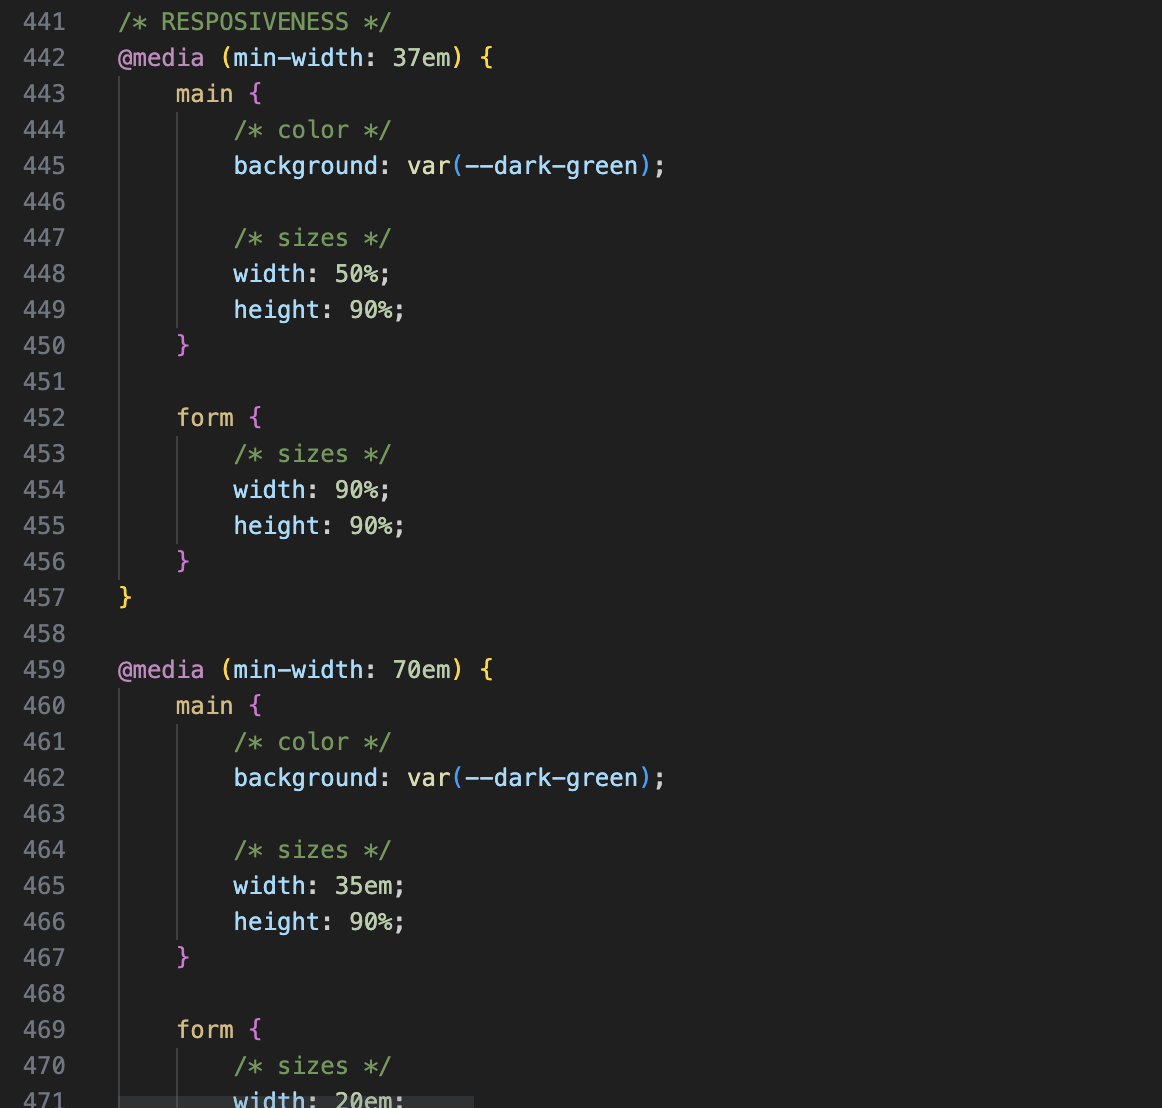 441 /* RESPOSIVENESS */
442 @media (min-width: 37em) {
443 main {
444 /* color */
445 background: var(--dark-green);
446
447 /* sizes */
448 width: 50%;
449 height: 90%;
450 }
451
452 form {
453 /* sizes */
454 width: 90%;
455 height: 90%;
456 }
457 }
458
459 @media (min-width: 70em) {
460 main {
461 /* color */
462 background: var(--dark-green);
463
464 /* sizes */
465 width: 35em;
466 height: 90%;
467 }
468
469 form {
470 /* sizes */
471 width: 20em;